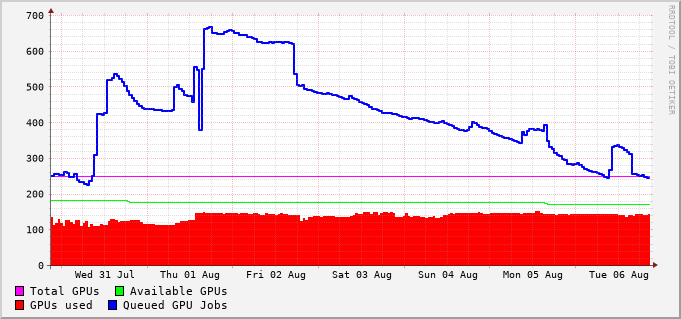 700
600
500
400
300
200
100
0
Wed 31 Jul Thu 01 Aug Fri 02 Aug Sat 03 Aug Sun 04 Aug Mon 05 Aug Tue 06 Aug
Total GPUs Available GPUs
GPUs used Queued GPU Jobs
RRDTOOL / TOBI OETIKER